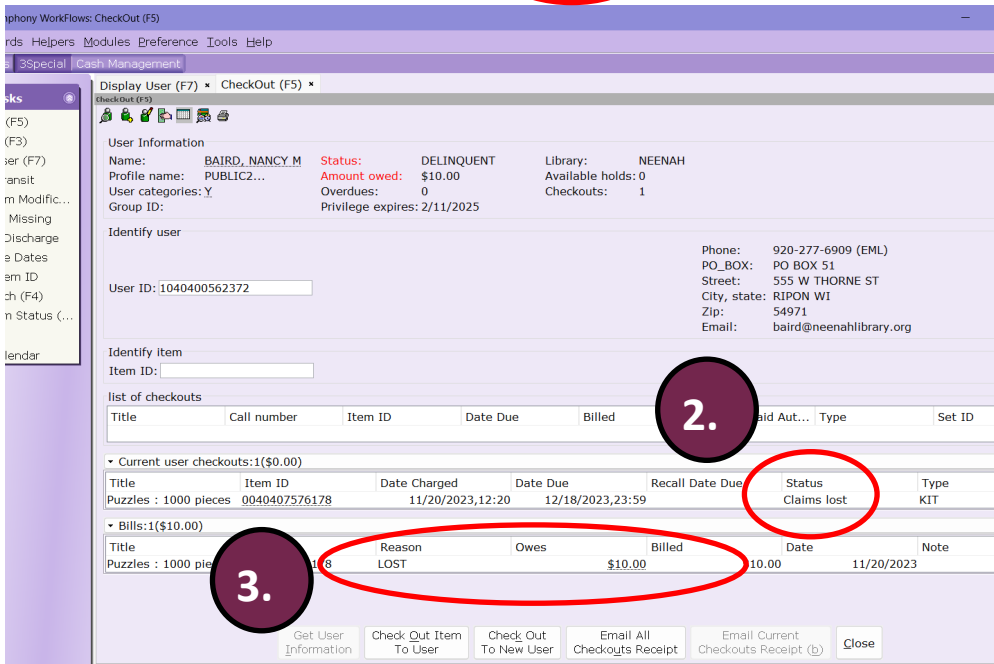 mphony WorkFlows: CheckOut (F5)
rds Helpers Modules Preference Tools Help
s 3Special Cash Management
Display User (F7) × CheckOut (F5) ×
CheckOut (F5)
sks
(F5)
(F3)
ser (F7)
ransit
m Modific...
Missing
Discharge
e Dates
em ID
ch (F4)
m Status (...
lendar
User Information
Name: BAIRD, NANCY M Status: DELINQUENT Library: NEENAH
Profile name: PUBLIC2... Amount owed: $10.00 Available holds: 0
User categories: Y Overdues: 0 Checkouts: 1
Group ID: Privilege expires: 2/11/2025
Identify user
User ID: 1040400562372
Phone: 920-277-6909 (EML)
PO_BOX: PO BOX 51
Street: 555 W THORNE ST
City, state: RIPON WI
Zip: 54971
Email: baird@neenahlibrary.org
Identify item
Item ID:
list of checkouts
2.
Title Call number Item ID Date Due Billed aid Aut... Type Set ID
Current user checkouts:1($0.00)
Title Item ID Date Charged Date Due Recall Date Due Status Type
Puzzles : 1000 pieces 0040407576178 11/20/2023,12:20 12/18/2023,23:59 Claims lost KIT
Bills:1($10.00)
Title Reason Owes Billed Date Note
Puzzles : 1000 pie 178 LOST $10.00 10.00 11/20/2023
3.
Get User Information
Check Out Item To User
Check Out To New User
Email All Checkouts Receipt
Email Current Checkouts Receipt (b)
Close